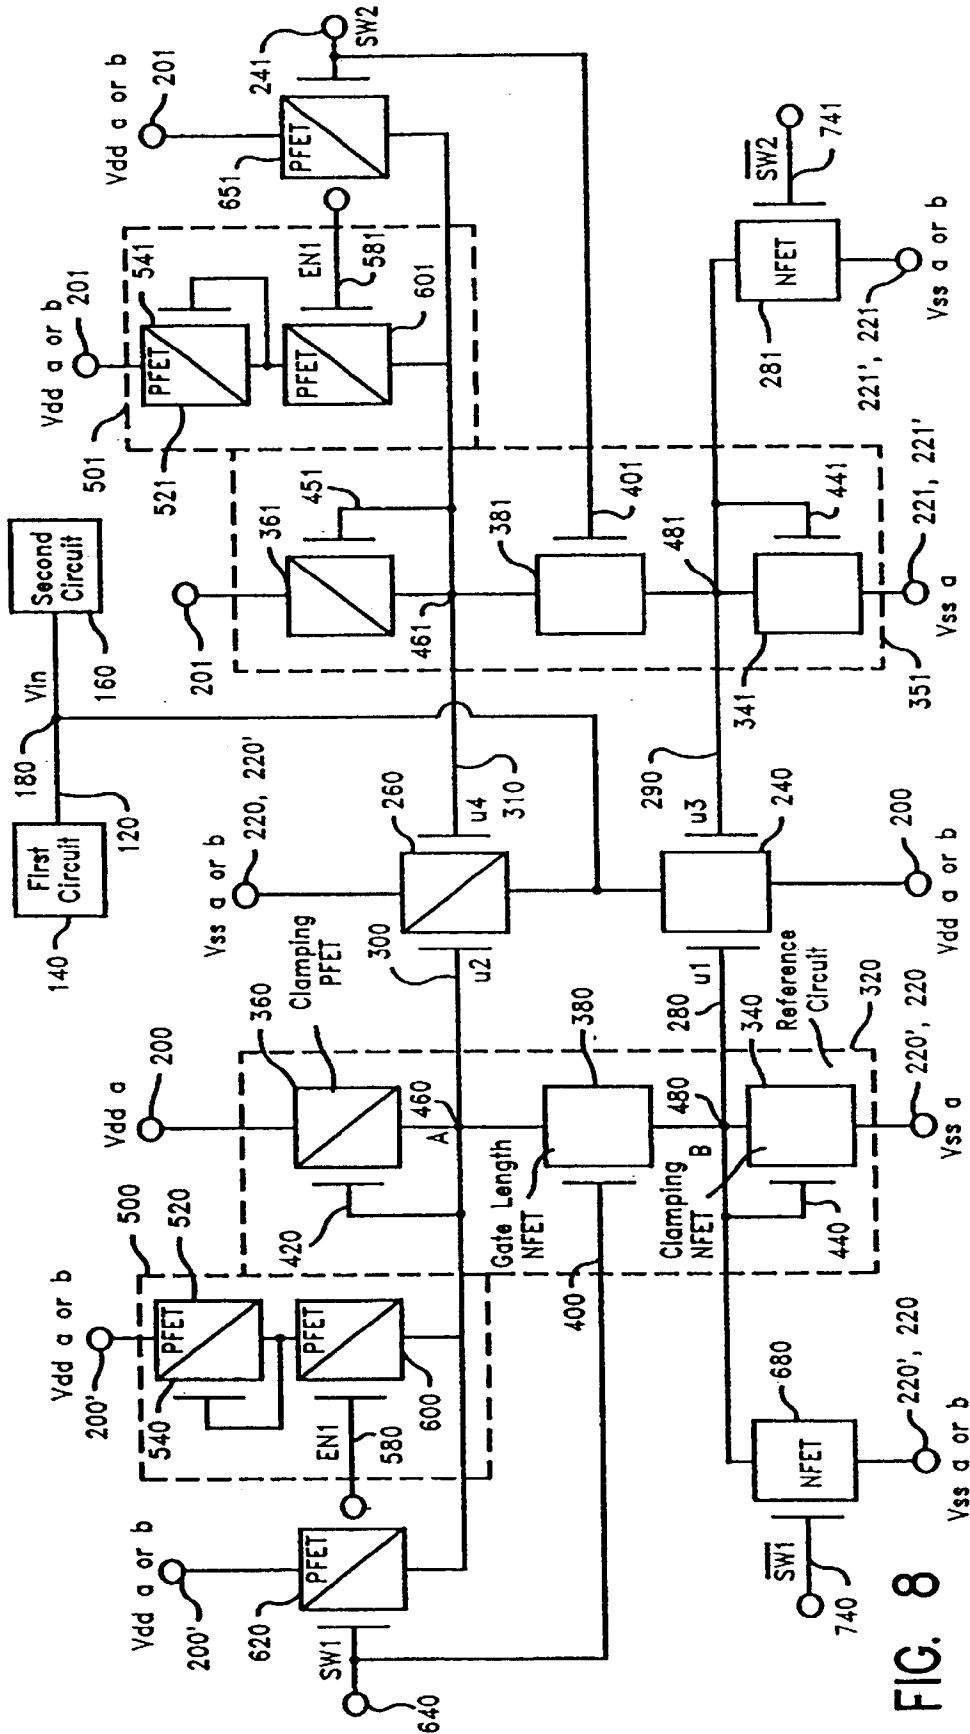 First
Circuit
Second
Circuit
Vin
140
120
180
160
Vdd a or b
200'
620
PFET
SW1
640
Vdd a or b
200'
500
520
PFET
540
PFET
EN1
580
600
Vdd a
200
360
Clamping
PFET
420
A
460
Vss a or b
220, 220'
300
260
u2
u4
310
201
361
451
461
501
Vdd a or b
201
541
PFET
521
PFET
EN1
581
601
Vdd a or b
201
651
PFET
241
SW2
400
Gate Length
NFET
380
381
401
B
480
280
u1
u3
290
481
Clamping
NFET
340
Reference
Circuit
440
320
240
341
441
351
SW1
740
NFET
680
220', 220
Vss a or b
220', 220
Vss a
200
Vdd a or b
221, 221'
Vss a
281
NFET
SW2
741
221', 221
Vss a or b
FIG. 8